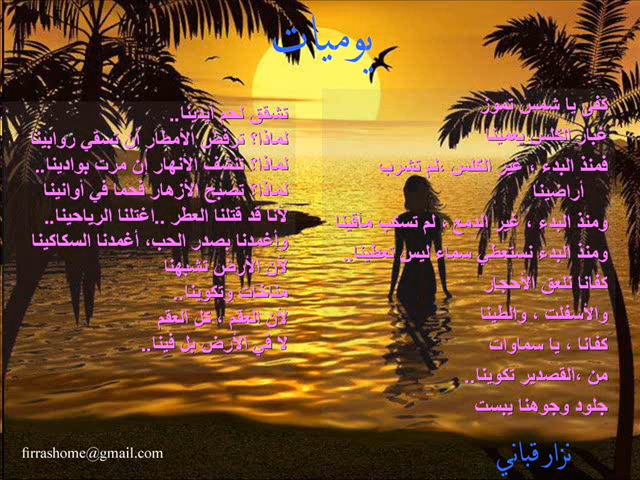 يوميات
كفى يا شمس تموز
غبار الكلس يعمينا
فمنذ البدء ، غير الكلس ،لم تشرب
أراضينا
ومنذ البدء ، غير الدمع ، لم تسكب مآقينا
ومنذ البدء نستعطي سماء ليس تعطينا..
كفانا نلعق الأحجار
والأسفلت ، والطينا
كفانا ، يا سماوات
من ،القصدير تكوينا..
جلود وجوهنا يبست
تشقق لحم أيدينا..
لماذا؟ ترفض الأمطار أن تسقي روابينا
لماذا؟ تنشف الأنهار إن مرت بوادينا..
لماذا؟ تصبح الأزهار فحما في أوانينا
لأنا قد قتلنا العطر ..اغتلنا الرياحينا..
وأغمدنا بصدر الحب، أغمدنا السكاكينا
لأن الأرض تشبهنا
مناخات وتكوينا..
لأن العقم ، كل العقم
لا في الأرض بل فينا..
نزار قباني
firrashome@gmail.com